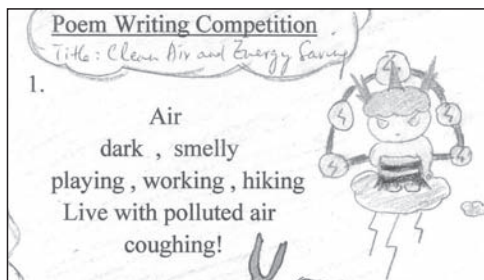 Poem Writing Competition
Title: Clean Air and Energy Saving
1.
Air
dark , smelly
playing , working , hiking
Live with polluted air
coughing!